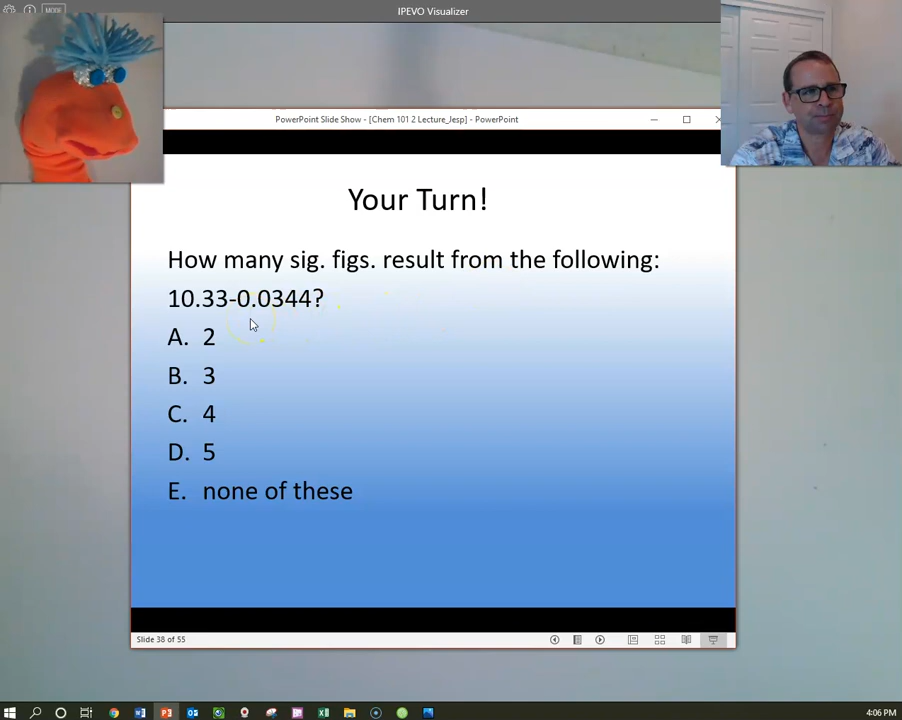 MODE
IPEVO Visualizer
PowerPoint Slide Show - [Chem 101 2 Lecture_Jesp] - PowerPoint
Your Turn!
How many sig. figs. result from the following:
10.33-0.0344?
A. 2
B. 3
C. 4
D. 5
E. none of these
Slide 38 of 55
4:06 PM